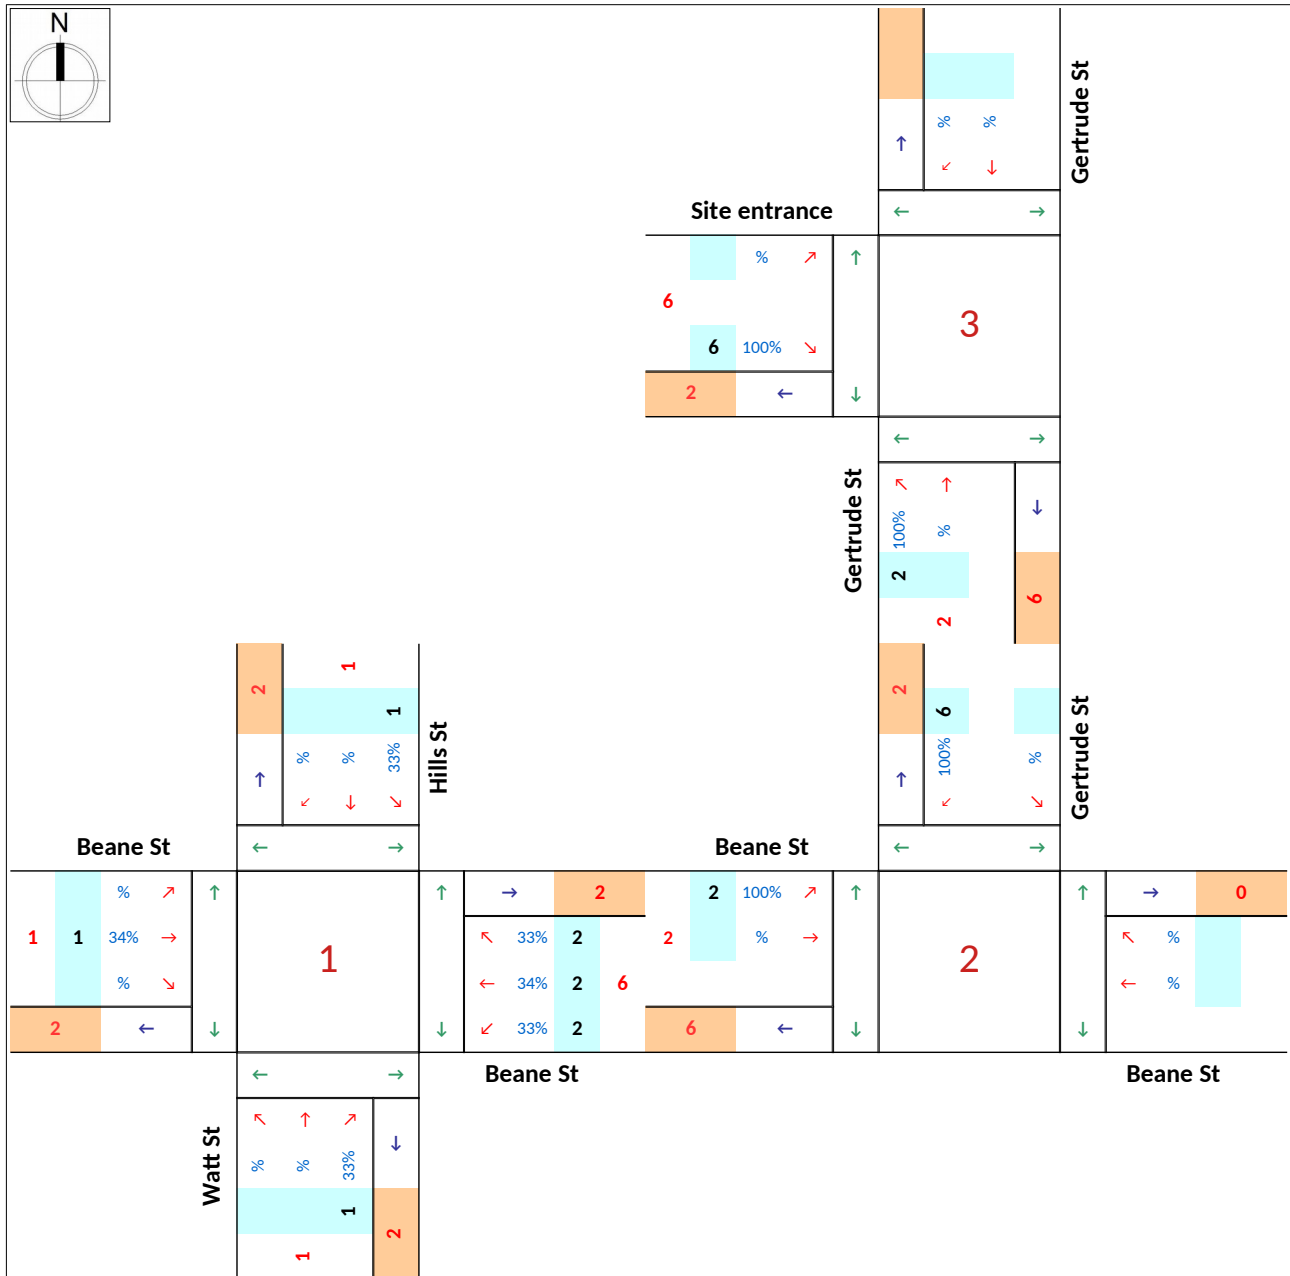 N
Gertrude St
% %
↑
↙ ↓
Site entrance
← →
% ↗ ↑
6
3
6 100% ↘
2 ← ↓
← →
Gertrude St
↖ ↑
100% %
↓
2
6
2
2 1
2 6
1
100% %
% % 33%
↑ ↑
↙ ↓ ↘ ↙ ↘
Hills St
Gertrude St
Beane St
← →
Beane St
← →
% ↗ ↑ ↑ → 2 2 100% ↗ ↑ ↑ → 0
1 1 34% → 1 ↖ 33% 2 2 % → 2 ↖ %
% ↘ ← 34% 2 6 ← %
2 ← ↓ ↓ ↙ 33% 2 6 ← ↓ ↓
← →
Beane St
Beane St
↖ ↑ ↗
↓
Watt St
% % 33%
1
2
1